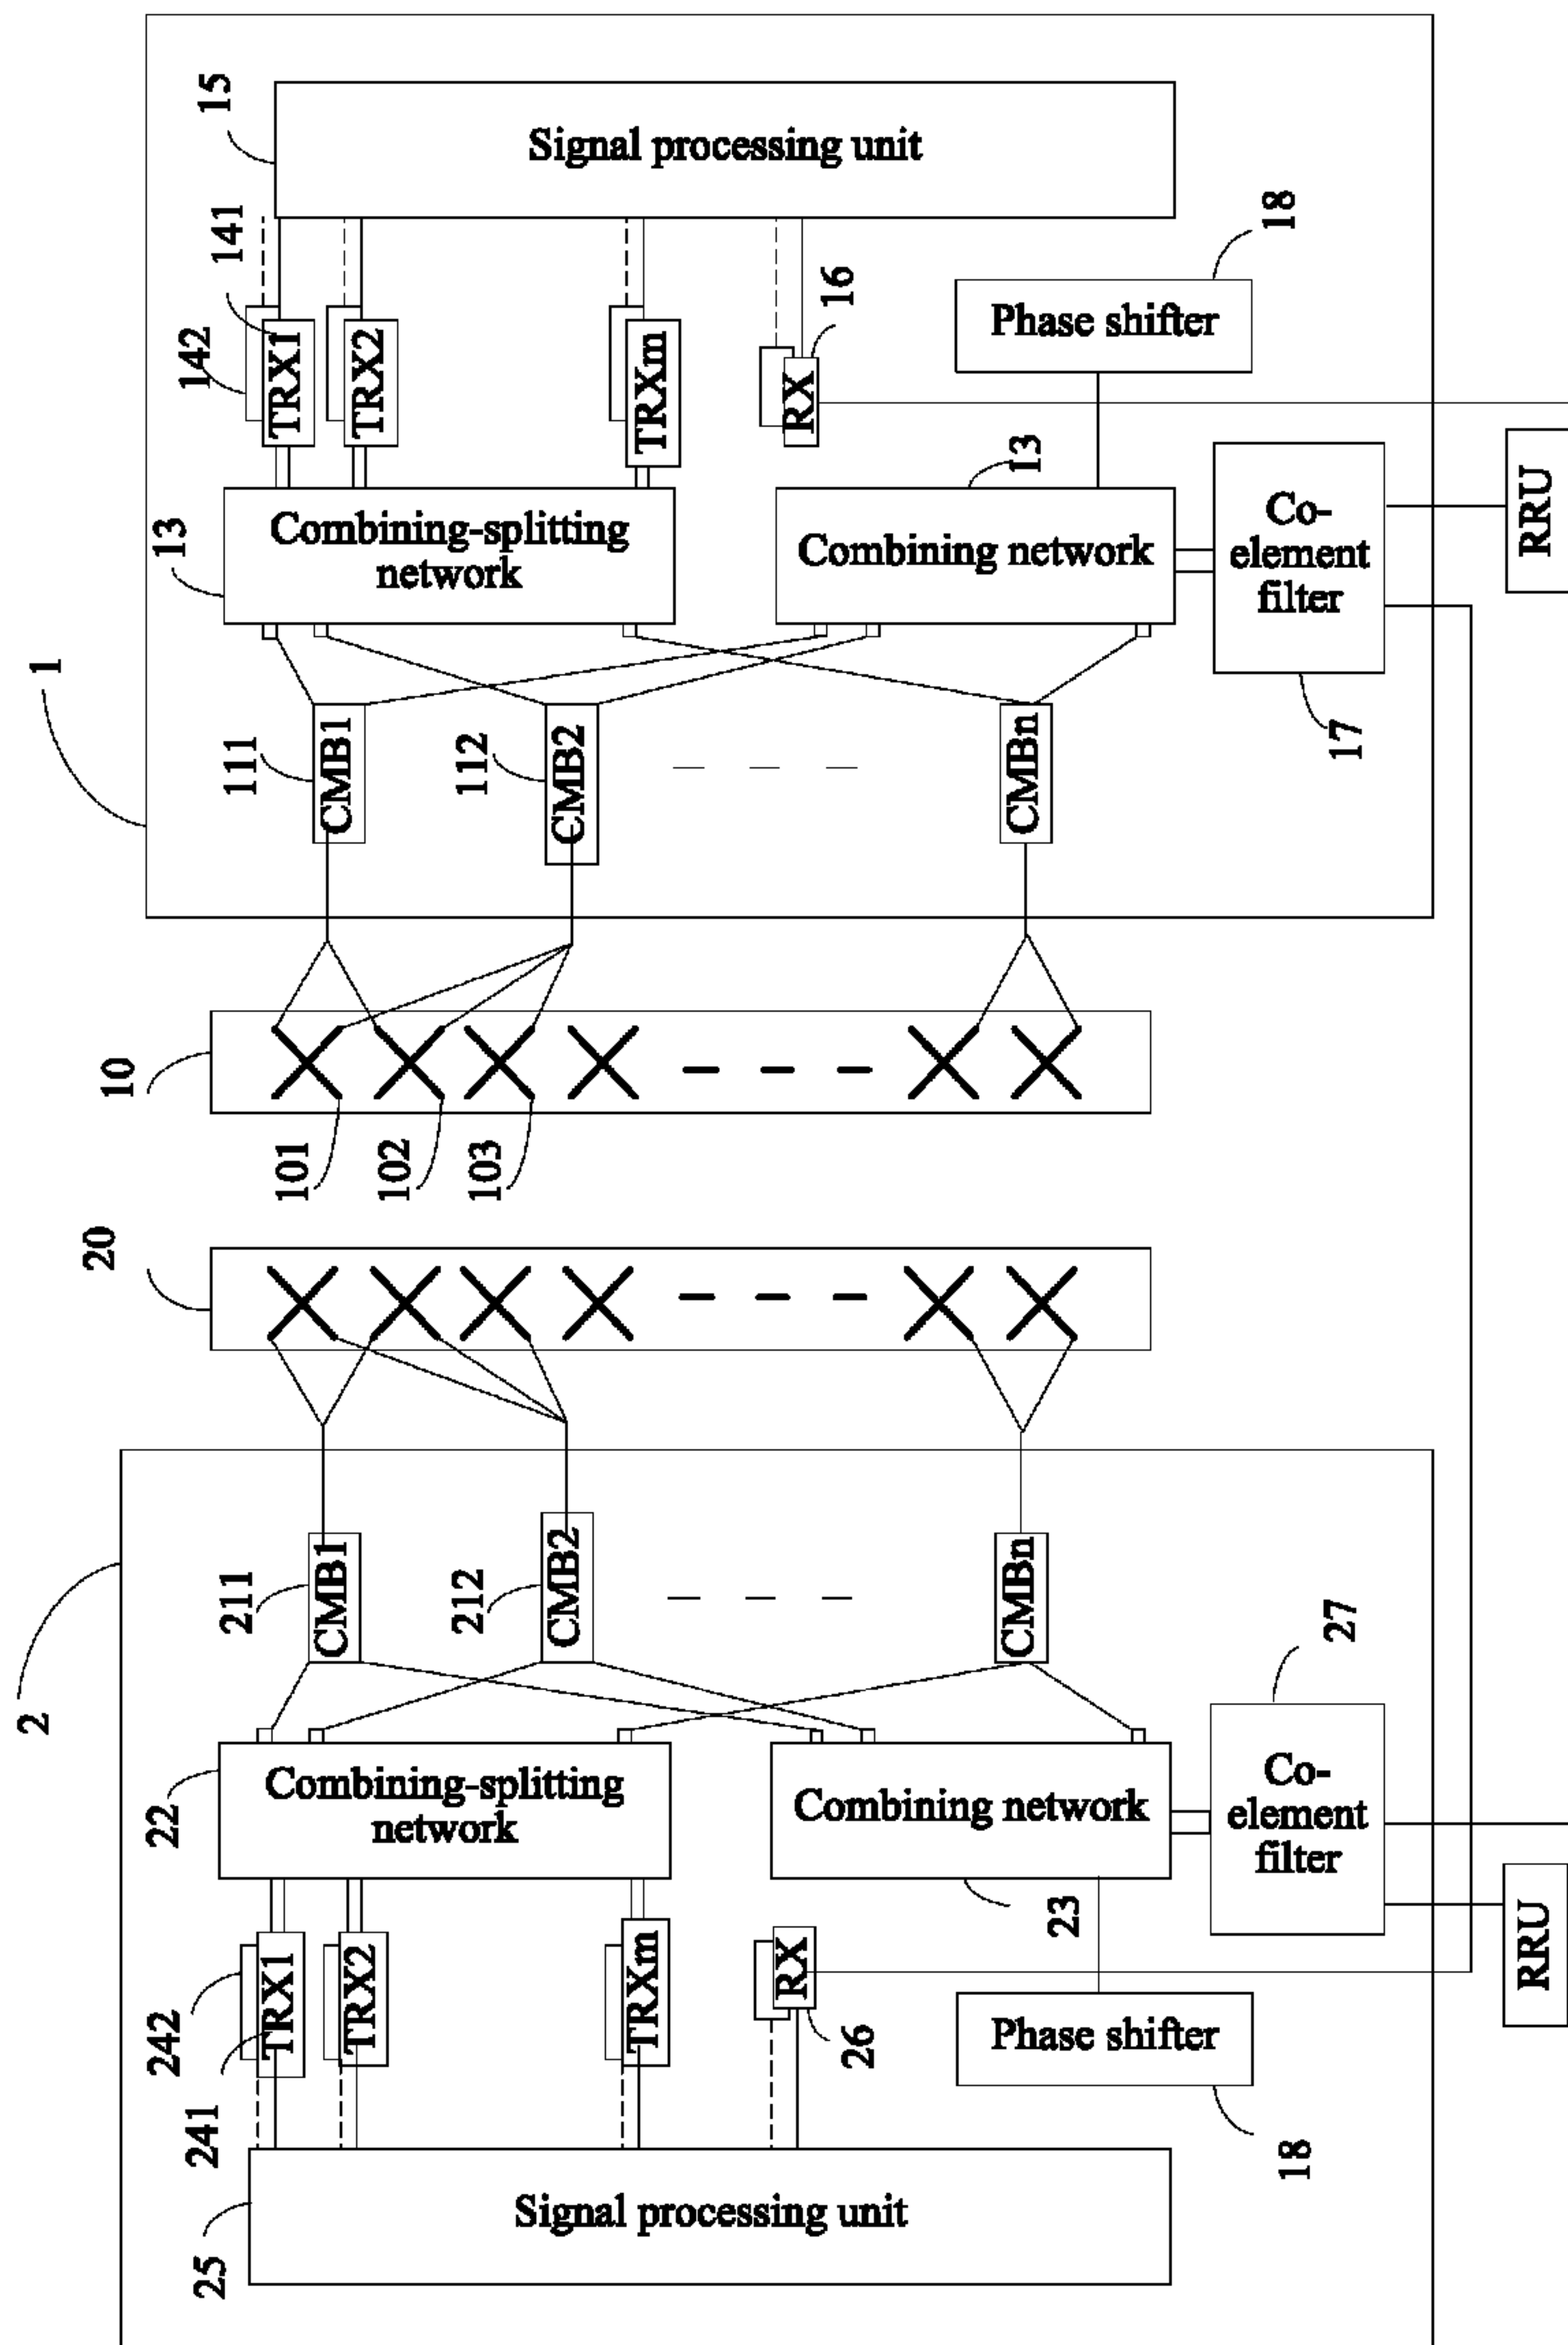 1
15
Signal processing unit
141
142
TRX1
TRX2
TRXm
RX
16
18
Phase shifter
13
Combining-splitting
network
13
Combining network
Co-
element
filter
17
RRU
111
CMB1
112
CMB2
CMBn
10
101
102
103
20
2
211
CMB1
212
CMB2
CMBn
22
Combining-splitting
network
Combining network
23
Co-
element
filter
27
RRU
242
241
TRX1
TRX2
TRXm
RX
26
Phase shifter
18
25
Signal processing unit